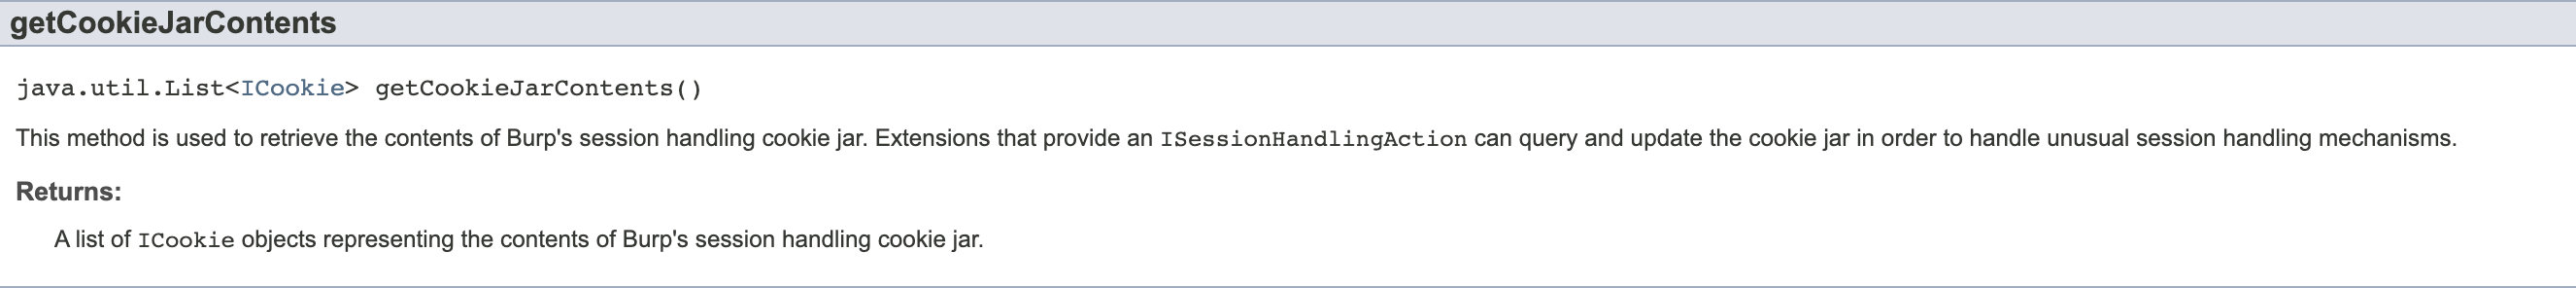 getCookieJarContents
java.util.List<ICookie> getCookieJarContents()
This method is used to retrieve the contents of Burp's session handling cookie jar. Extensions that provide an ISessionHandlingAction can query and update the cookie jar in order to handle unusual session handling mechanisms.
Returns:
A list of ICookie objects representing the contents of Burp's session handling cookie jar.